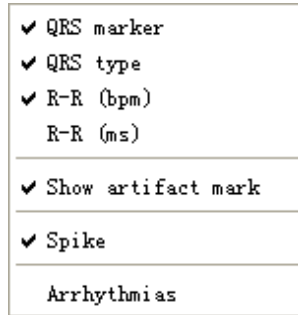 QRS marker
QRS type
R-R (bpm)
R-R (ms)
Show artifact mark
Spike
Arrhythmias